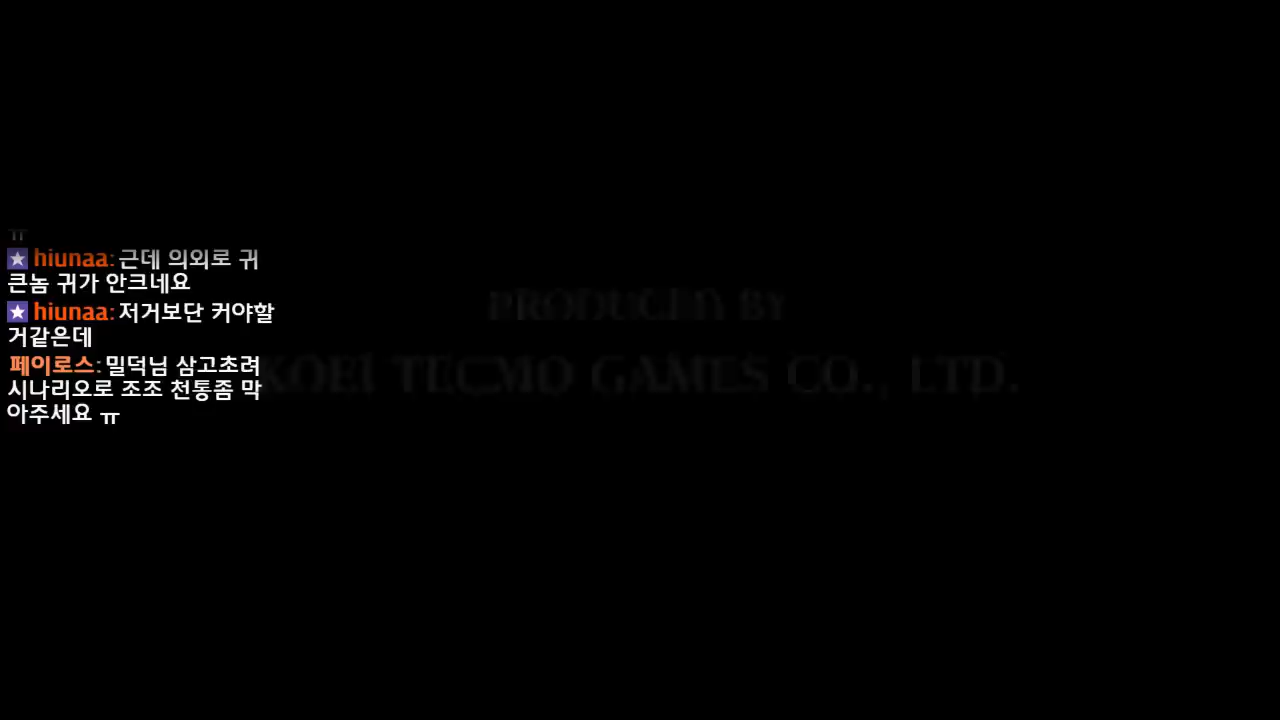 ㅠ
hiunaa: 근데 의외로 귀
큰놈 귀가 안크네요
hiunaa: 저거보단 커야할
거같은데
페이로스: 밀덕님 삼고초려
시나리오로 조조 천통좀 막
아주세요 ㅠ
PRODUCED BY
KOEI TECMO GAMES CO., LTD.